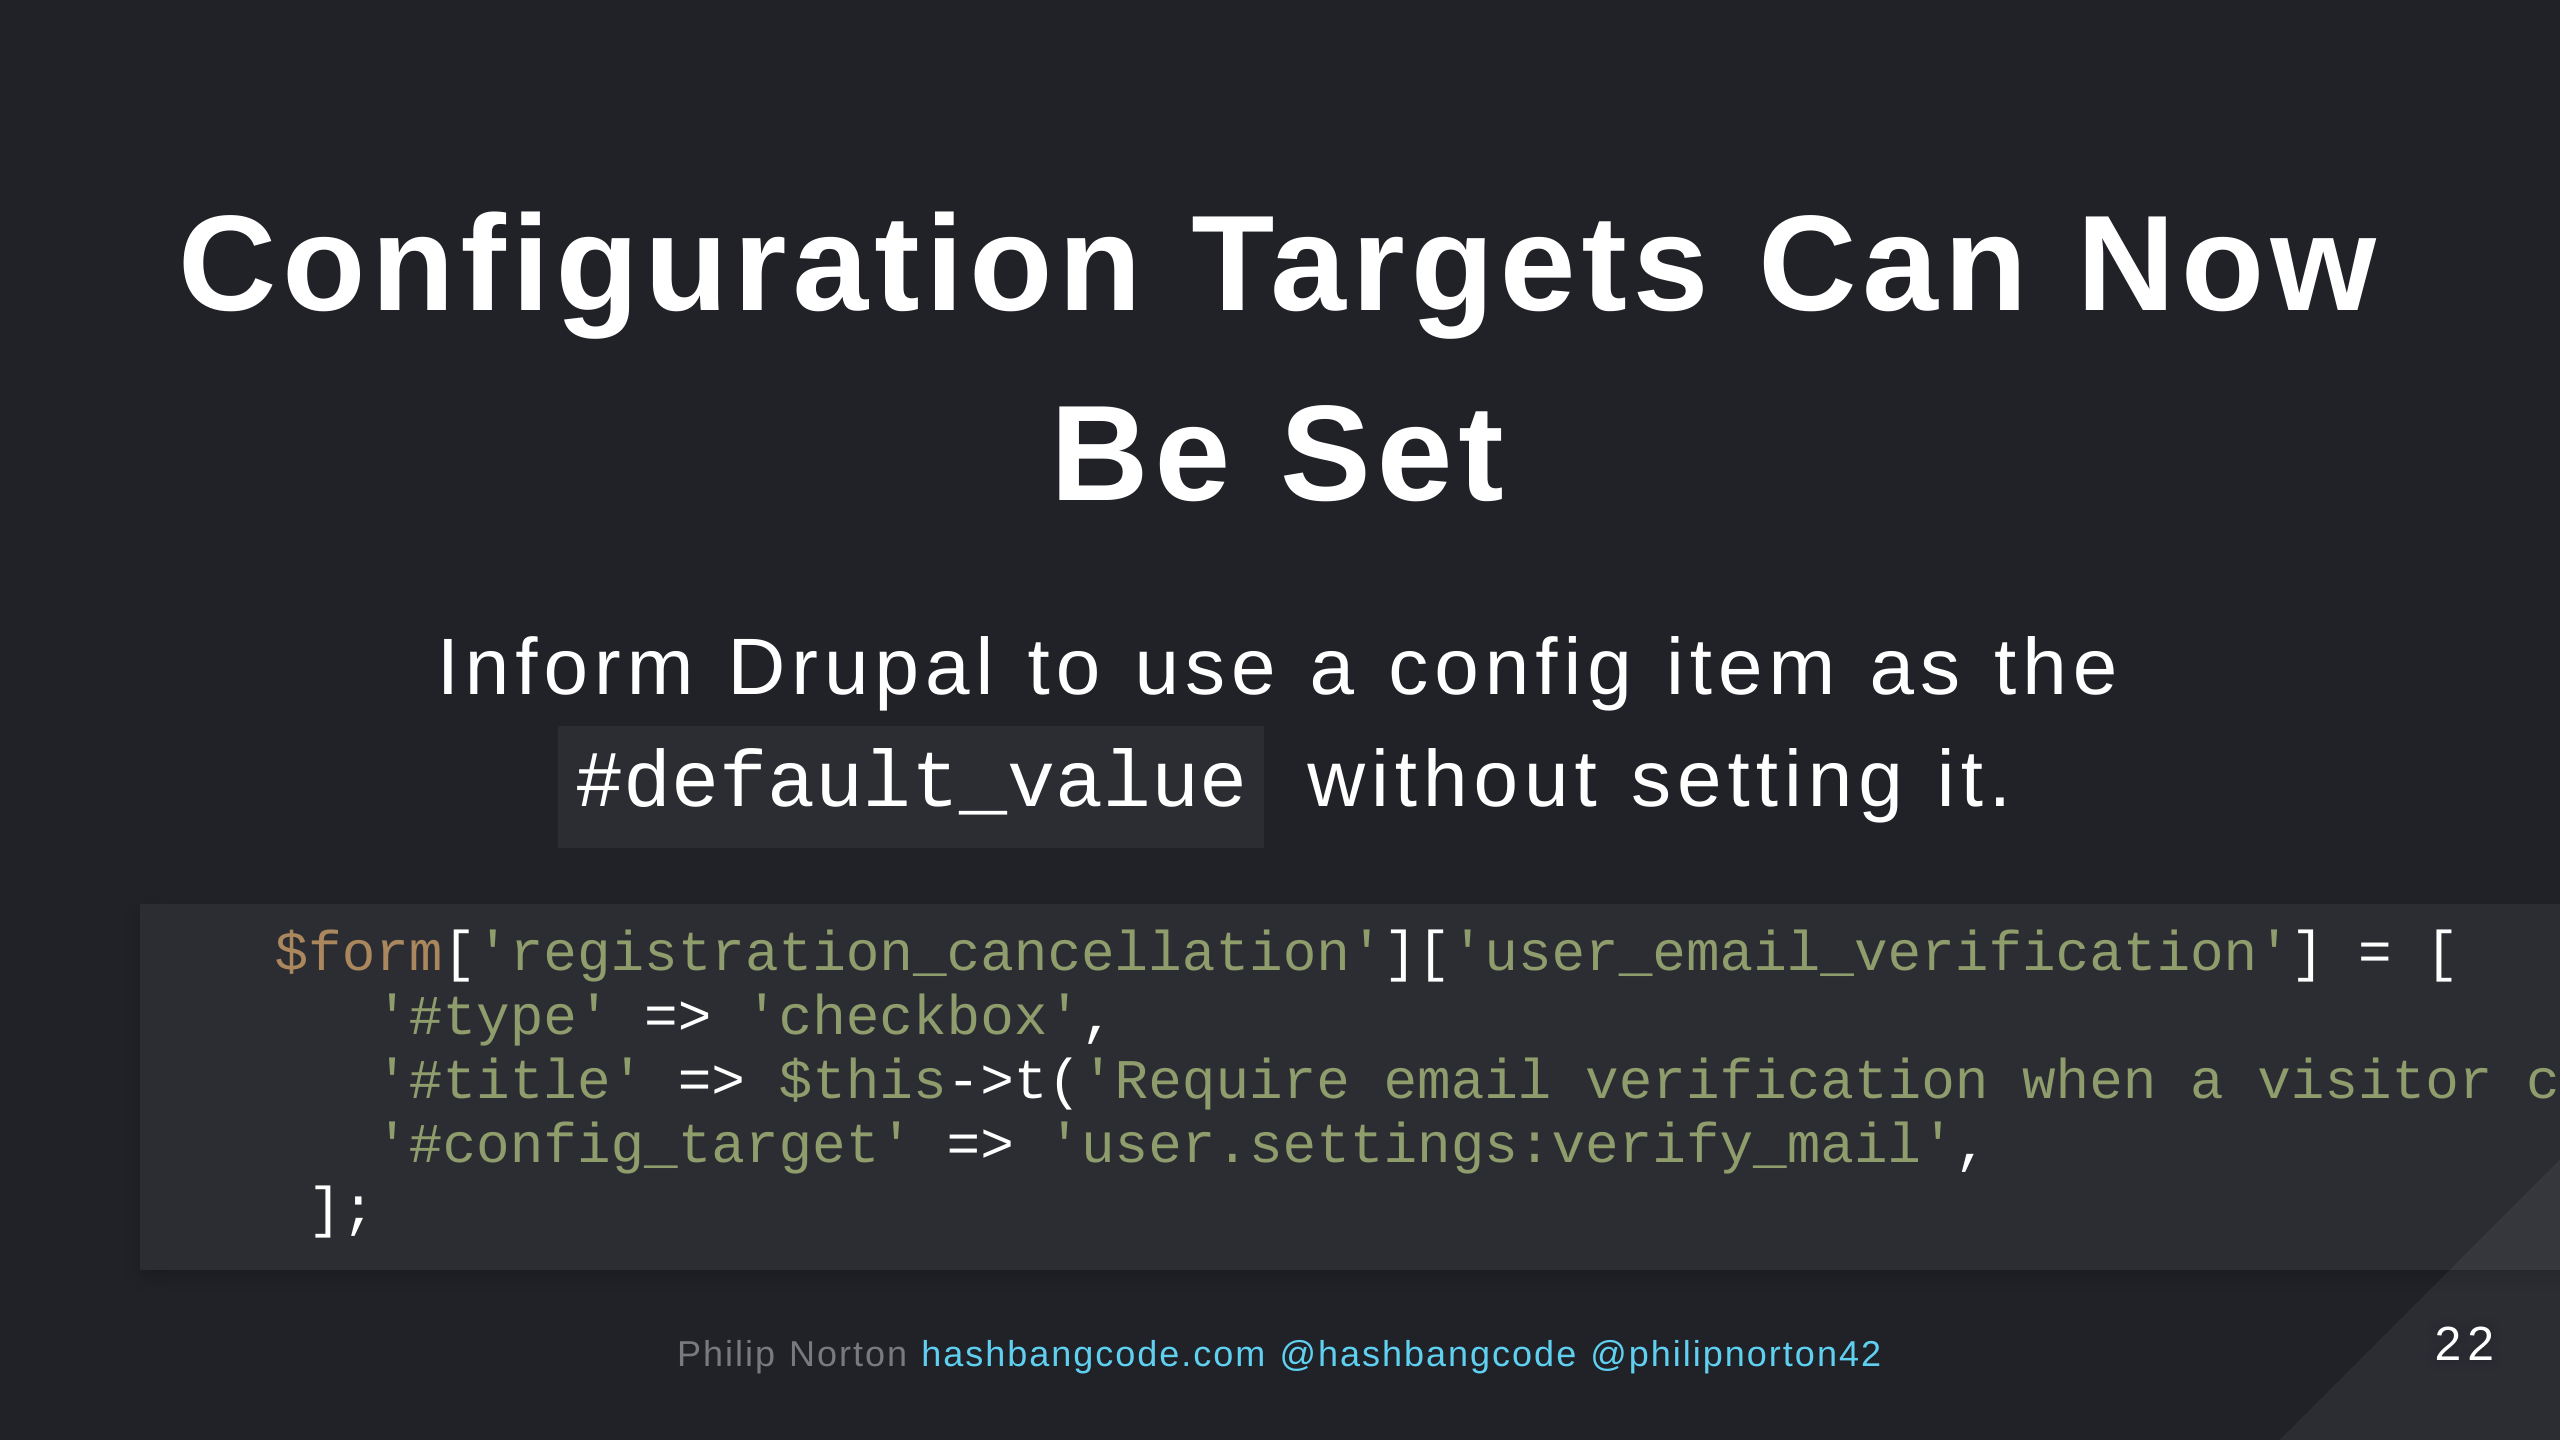 Configuration Targets Can Now
Be Set
Inform Drupal to use a config item as the
#default_value without setting it.
$form['registration_cancellation']['user_email_verification'] = [
'#type' => 'checkbox',
'#title' => $this->t('Require email verification when a visitor c
'#config_target' => 'user.settings:verify_mail',
];
Philip Norton hashbangcode.com @hashbangcode @philipnorton42
22